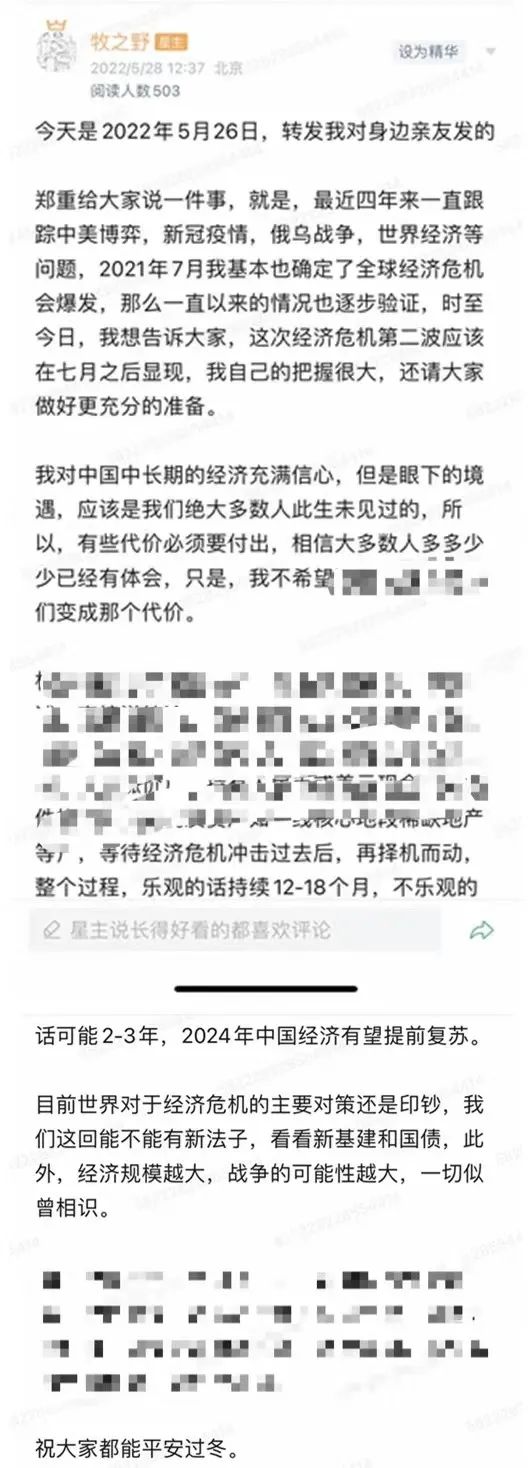 牧之野 星主
设为精华
2022/5/28 12:37 北京
阅读人数503
今天是2022年5月26日，转发我对身边亲友发的
郑重给大家说一件事，就是，最近四年来一直跟
踪中美博弈，新冠疫情，俄乌战争，世界经济等
问题，2021年7月我基本也确定了全球经济危机
会爆发，那么一直以来的情况也逐步验证，时至
今日，我想告诉大家，这次经济危机第二波应该
在七月之后显现，我自己的把握很大，还请大家
做好更充分的准备。
我对中国中长期的经济充满信心，但是眼下的境
遇，应该是我们绝大多数人此生未见过的，所
以，有些代价必须要付出，相信大多数人多多少
少已经有体会，只是，我不希望
们变成那个代价。
一线核心地段稀缺地产
等），等待经济危机冲击过去后，再择机而动，
整个过程，乐观的话持续12-18个月，不乐观的
星主说长得好看的都喜欢评论
话可能2-3年，2024年中国经济有望提前复苏。
目前世界对于经济危机的主要对策还是印钞，我
们这回能不能有新法子，看看新基建和国债，此
外，经济规模越大，战争的可能性越大，一切似
曾相识。
祝大家都能平安过冬。